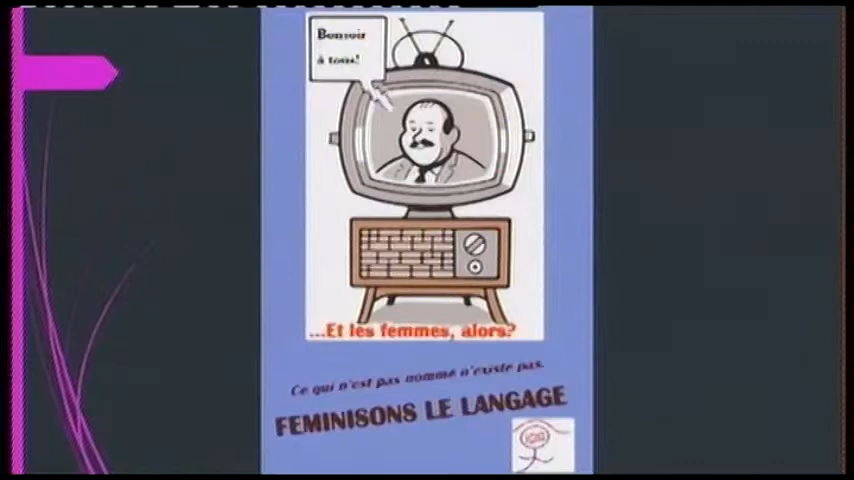 Bonsoir
à tous!
...Et les femmes, alors?
Ce qui n'est pas nommé n'existe pas.
FEMINISONS LE LANGAGE